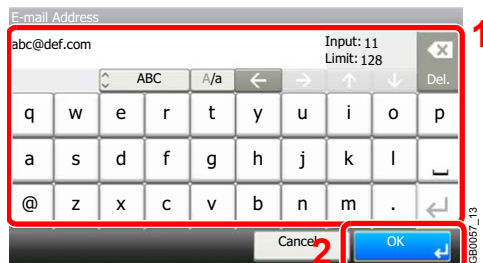 E-mail Address
abc@def.com
Input: 11
Limit: 128
Del.
ABC
A/a
q w e r t y u i o p
a s d f g h j k l _
@ z x c v b n m .
Cancel
OK
1
2
GB0057_13